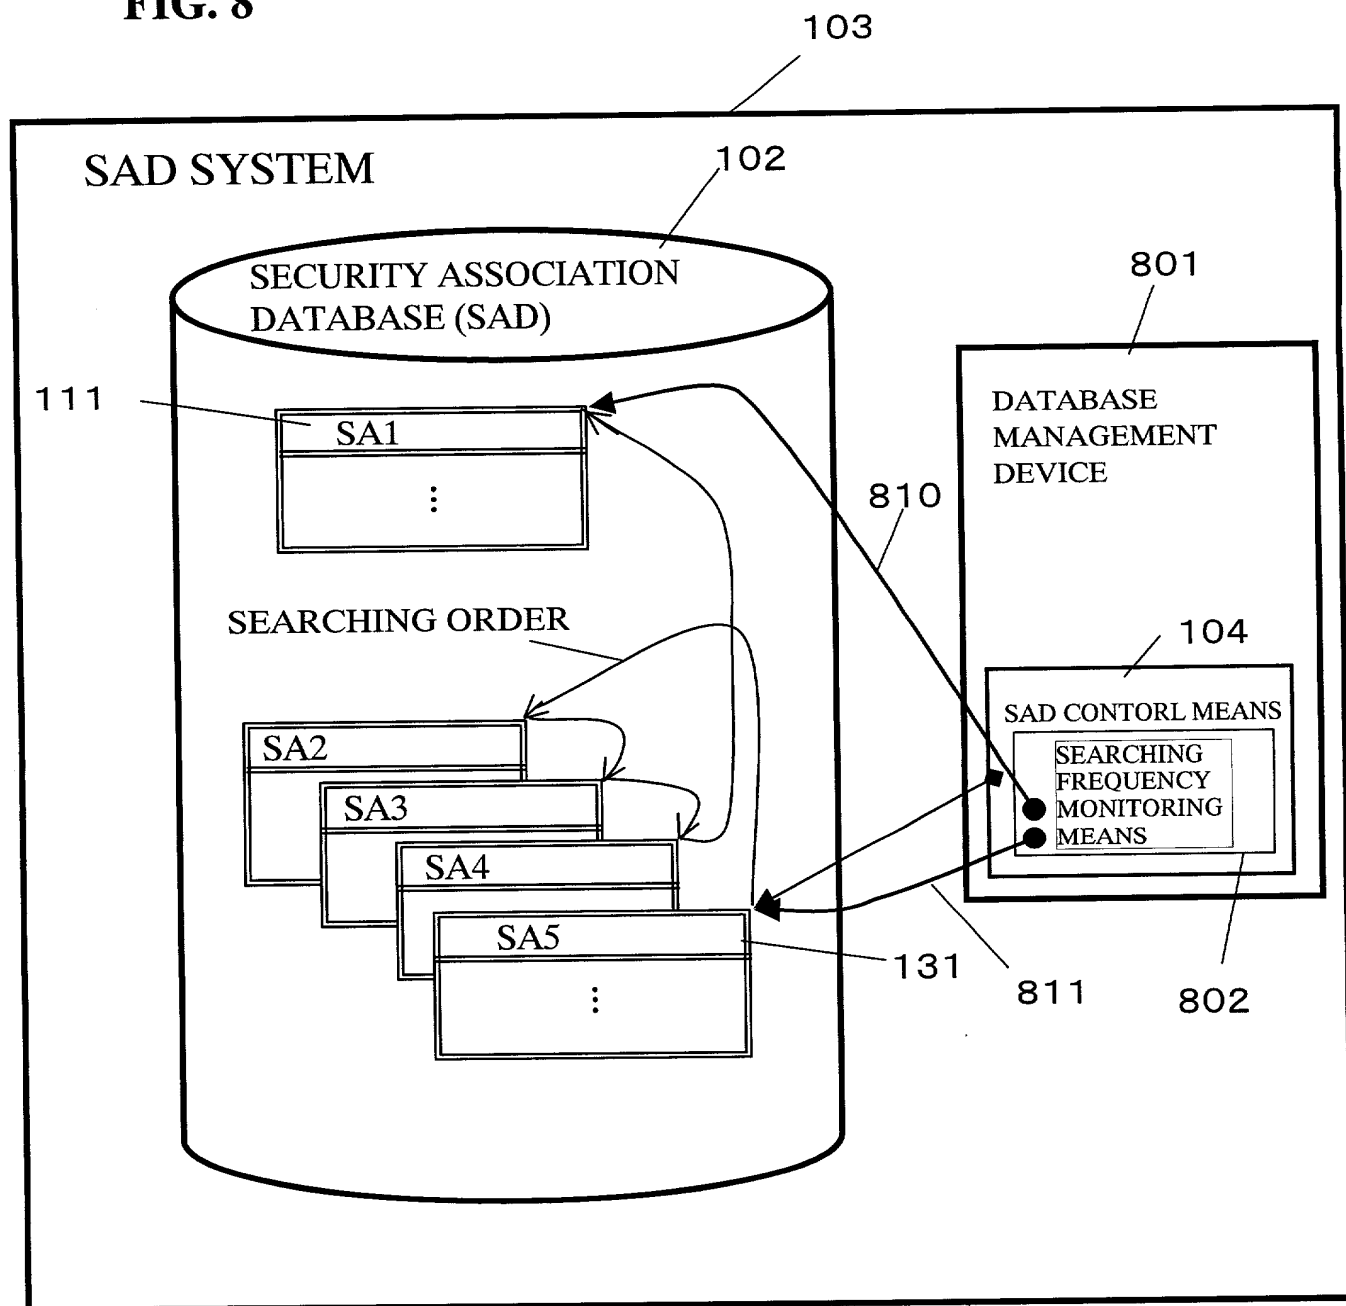 FIG. 8
103
SAD SYSTEM
102
SECURITY ASSOCIATION
DATABASE (SAD)
801
111
SA1
DATABASE
MANAGEMENT
DEVICE
810
SEARCHING ORDER
104
SAD CONTORL MEANS
SEARCHING
FREQUENCY
MONITORING
MEANS
SA2
SA3
SA4
SA5
131
811
802